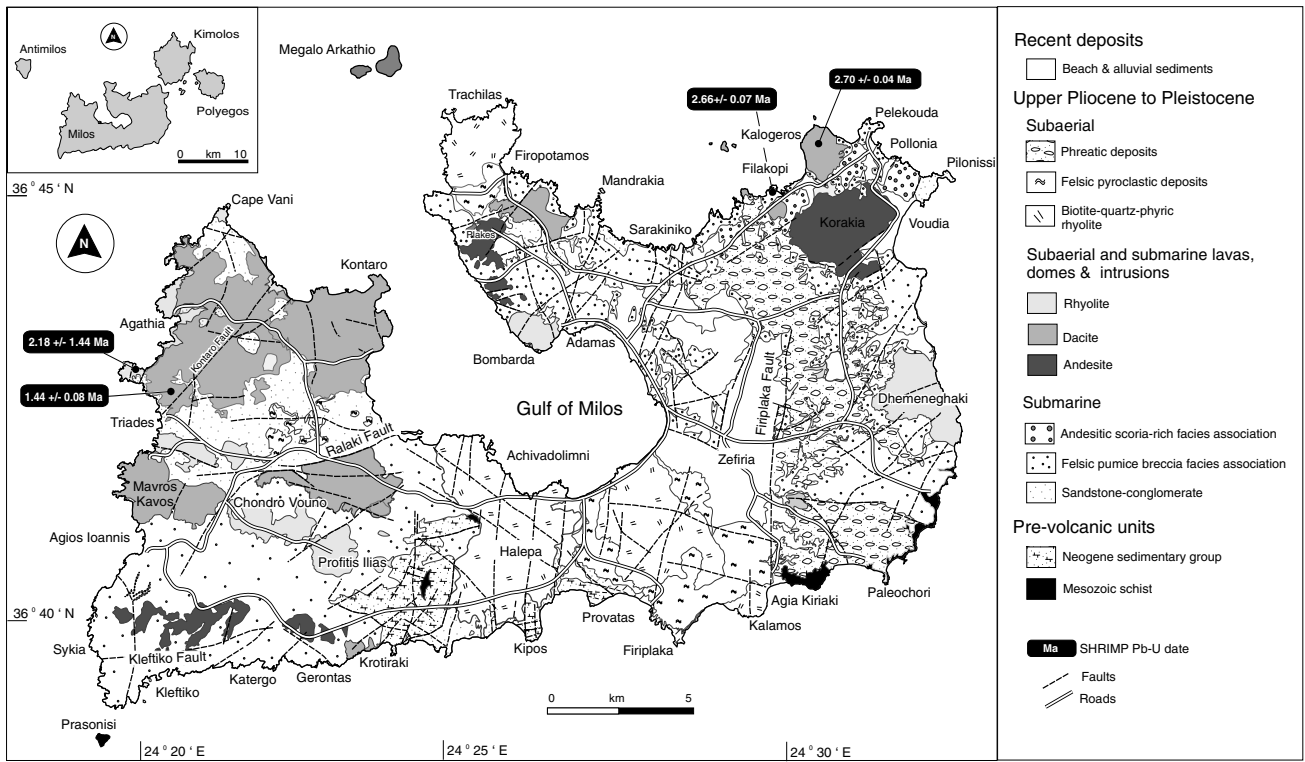 Antimilos
N
Kimolos
Polyegos
Milos
0 km 10
Megalo Arkathio
Trachilas
2.66+/- 0.07 Ma
2.70 +/- 0.04 Ma
Kalogeros
Filakopi
Pelekouda
Pollonia
Pilonissi
Firopotamos
Mandrakia
Sarakiniko
Korakia
Voudia
Plakes
36 o 45 ‘ N
N
Cape Vani
Kontaro
Agathia
Kontaro Fault
2.18 +/- 1.44 Ma
1.44 +/- 0.08 Ma
Triades
Bombarda
Adamas
Gulf of Milos
Firiplaka Fault
Dhemeneghaki
Ralaki Fault
Achivadolimni
Zefiria
Mavros
Kavos
Chondro Vouno
Agios Ioannis
Profitis Ilias
Halepa
Agia Kiriaki
Paleochori
36 o 40 ‘ N
Provatas
Kalamos
Sykia
Kleftiko Fault
Krotiraki
Kipos
Firiplaka
Kleftiko
Katergo
Gerontas
0 km 5
Prasonisi
24 o 20 ‘ E
24 o 25 ‘ E
24 o 30 ‘ E
Recent deposits
Beach & alluvial sediments
Upper Pliocene to Pleistocene
Subaerial
Phreatic deposits
Felsic pyroclastic deposits
Biotite-quartz-phyric
rhyolite
Subaerial and submarine lavas,
domes & intrusions
Rhyolite
Dacite
Andesite
Submarine
Andesitic scoria-rich facies association
Felsic pumice breccia facies association
Sandstone-conglomerate
Pre-volcanic units
Neogene sedimentary group
Mesozoic schist
Ma SHRIMP Pb-U date
Faults
Roads